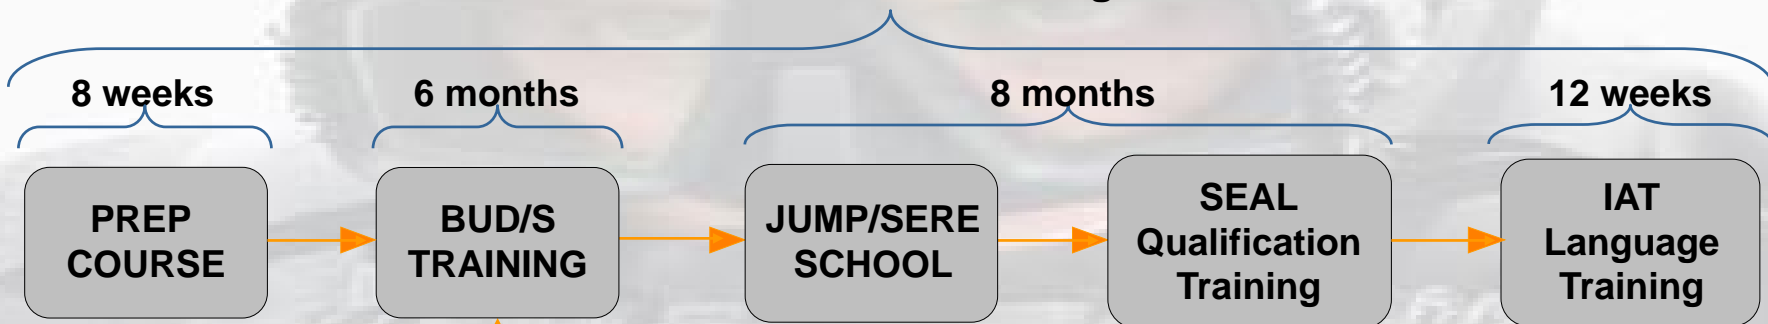 8 weeks
6 months
8 months
12 weeks
PREP
COURSE
BUD/S
TRAINING
JUMP/SERE
SCHOOL
SEAL
Qualification
Training
IAT
Language
Training